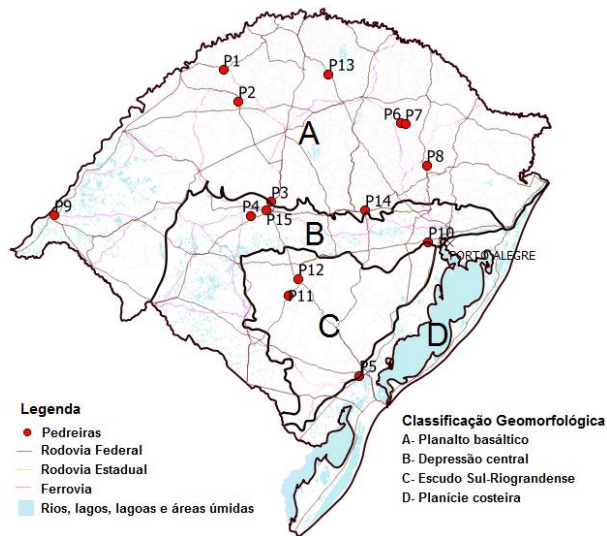 P1
P13
P2
P6 P7
A
P8
P3
P9
P4
P14
P15
B
P10
PORTO ALEGRE
P12
P11
C
D
P5
Legenda
Pedreiras
Rodovia Federal
Rodovia Estadual
Ferrovia
Rios, lagos, lagoas e áreas úmidas
Classificação Geomorfológica
A- Planalto basáltico
B- Depressão central
C- Escudo Sul-Riograndense
D- Planície costeira